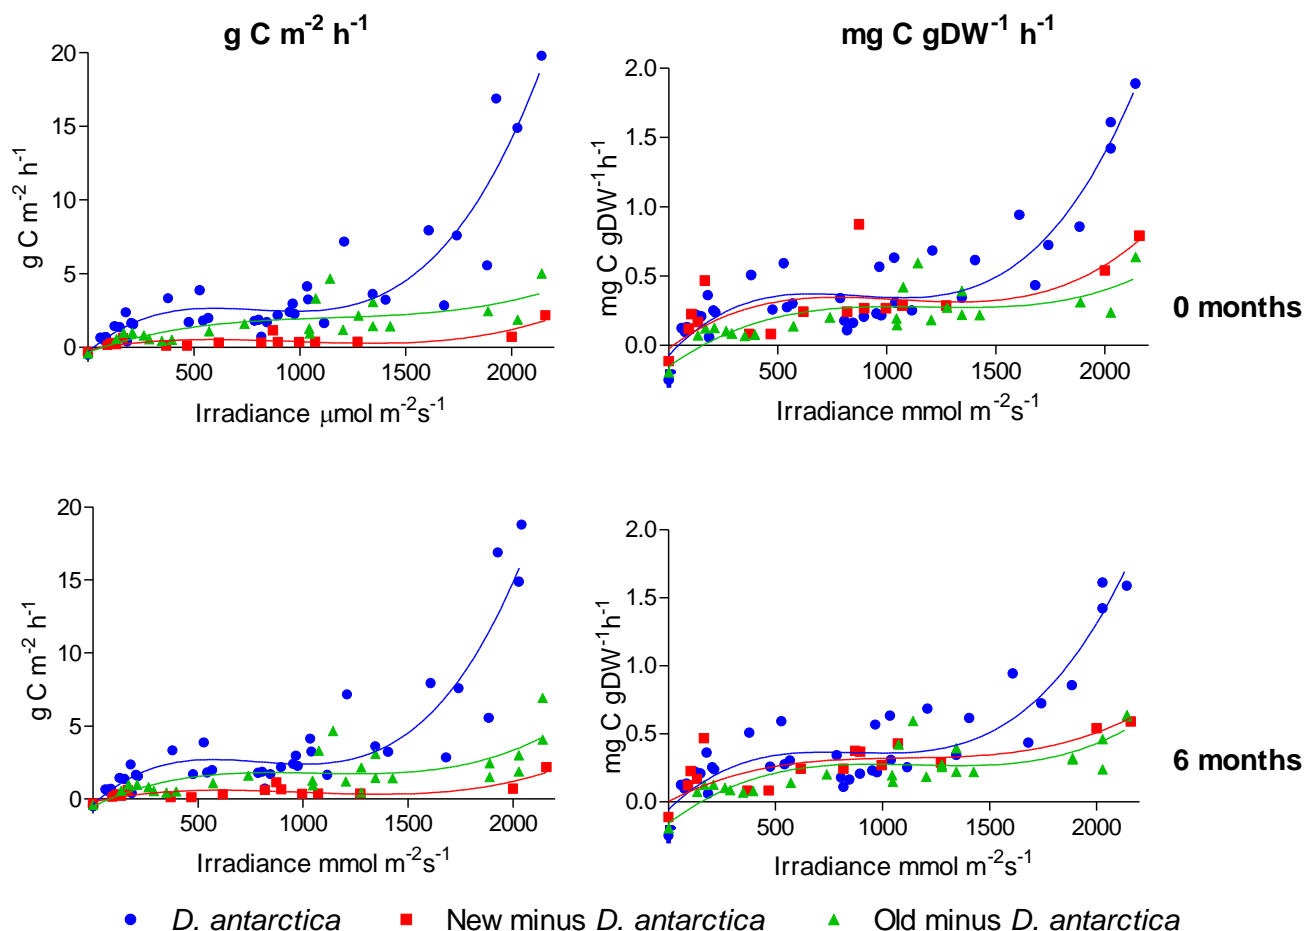 g C m⁻² h⁻¹
mg C gDW⁻¹ h⁻¹
g C m⁻² h⁻¹
20
15
10
5
0
500 1000 1500 2000
Irradiance μmol m⁻²s⁻¹
mg C gDW⁻¹h⁻¹
2.0
1.5
1.0
0.5
0.0
500 1000 1500 2000
Irradiance mmol m⁻²s⁻¹
0 months
g C m⁻² h⁻¹
20
15
10
5
0
500 1000 1500 2000
Irradiance mmol m⁻²s⁻¹
mg C gDW⁻¹h⁻¹
2.0
1.5
1.0
0.5
0.0
500 1000 1500 2000
Irradiance mmol m⁻²s⁻¹
6 months
D. antarctica New minus D. antarctica Old minus D. antarctica